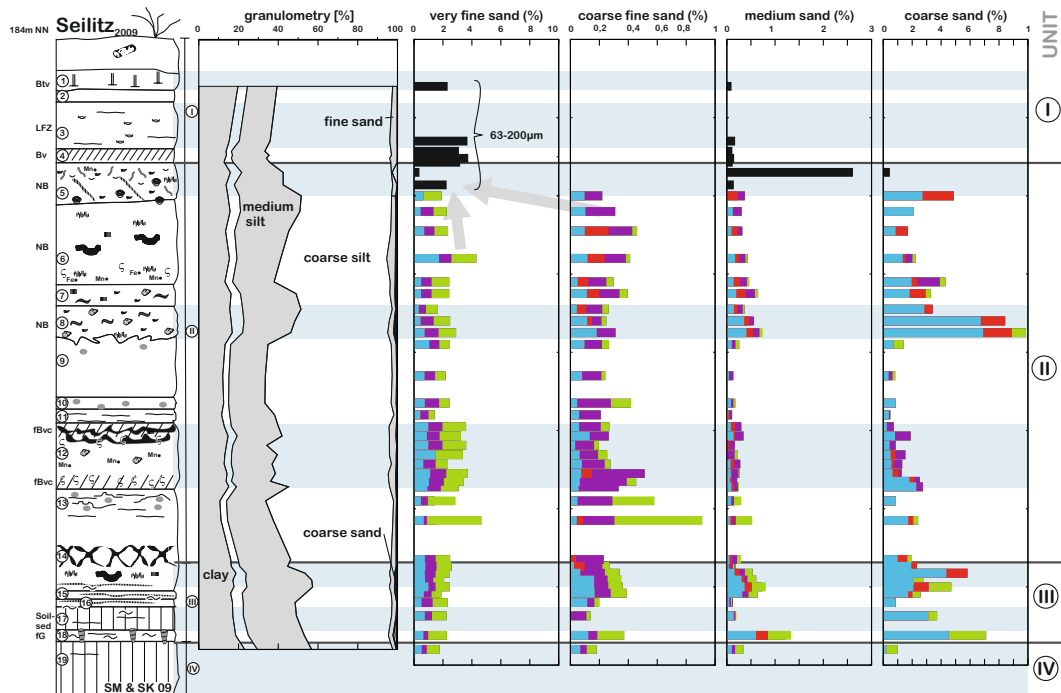 184m NN Seilitz 2009
granulometry [%]
very fine sand (%)
coarse fine sand (%)
medium sand (%)
coarse sand (%)
UNIT
0 20 40 60 80 100
0 2 4 6 8 10
0 0,2 0,4 0,6 0,8 1
0 1 2 3
0 2 4 6 8 10
Btv 1
2
LFZ 3
Bv 4
NB 5
Mn
NB 6
Fe Mn Mn
7
NB 8
9
10
11
fBvc
12
Mn Mn
fBvc
13
14
15
16
Soil-
sed 17
fG 18
19
SM & SK 09
I
II
III
IV
fine sand
medium
silt
coarse silt
coarse sand
clay
63-200µm
I
II
III
IV